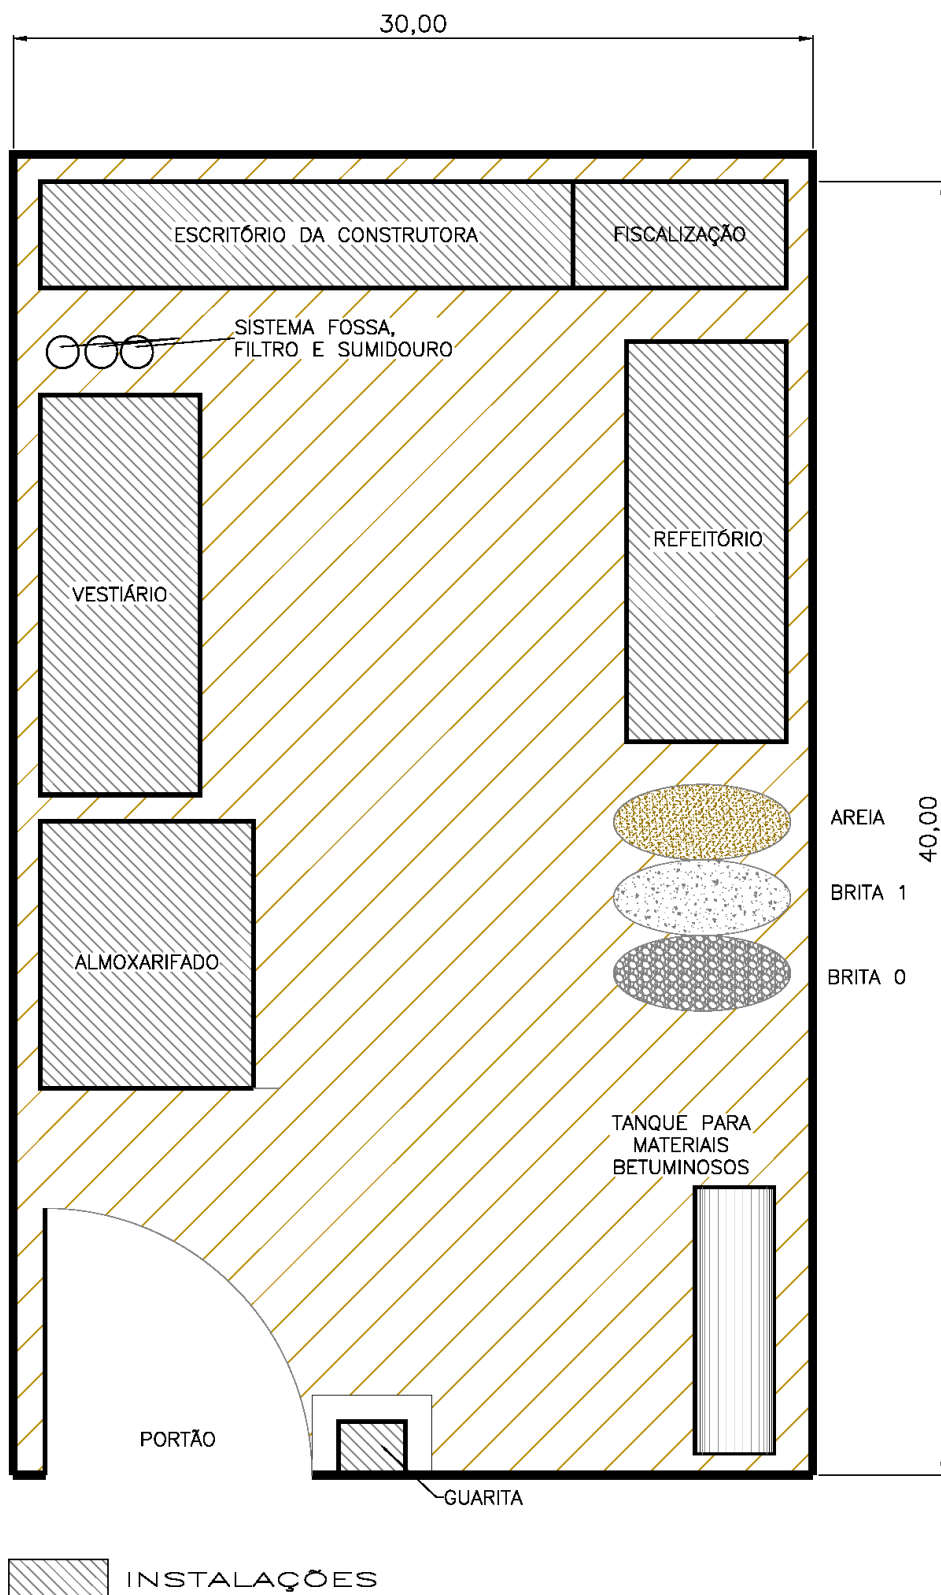 30,00
ESCRITÓRIO DA CONSTRUTORA
FISCALIZAÇÃO
SISTEMA FOSSA,
FILTRO E SUMIDOURO
REFEITÓRIO
VESTIÁRIO
AREIA
40,00
BRITA 1
ALMOXARIFADO
BRITA 0
TANQUE PARA
MATERIAIS
BETUMINOSOS
PORTÃO
GUARITA
INSTALAÇÕES